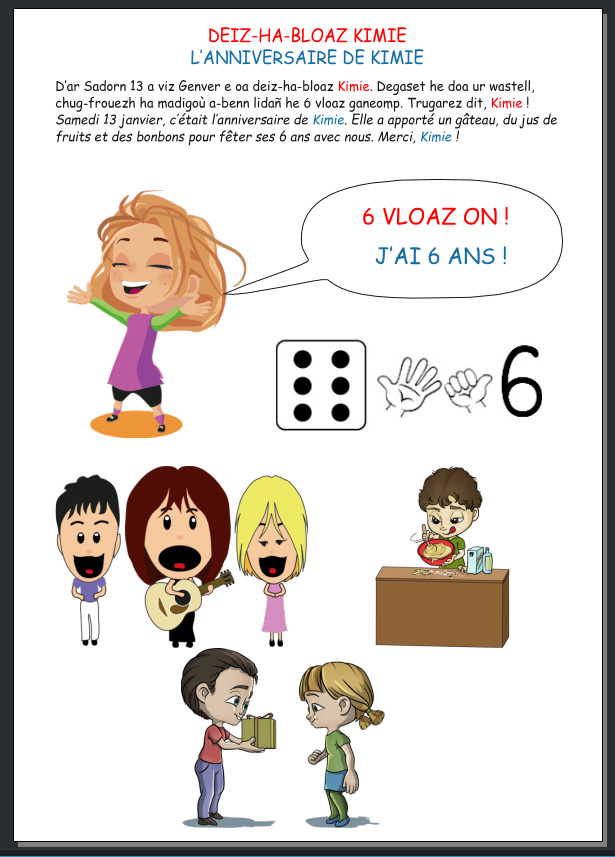 DEIZ-HA-BLOAZ KIMIE
L'ANNIVERSAIRE DE KIMIE
D'ar Sadorn 13 a viz Genver e oa deiz-ha-bloaz Kimie. Degaset he doa ur wastell,
chug-frouezh ha madigoù a-benn lidañ he 6 vloaz ganeomp. Trugarez dit, Kimie !
Samedi 13 janvier, c'était l'anniversaire de Kimie. Elle a apporté un gâteau, du jus de
fruits et des bonbons pour fêter ses 6 ans avec nous. Merci, Kimie !
6 VLOAZ ON !
J'AI 6 ANS !
6